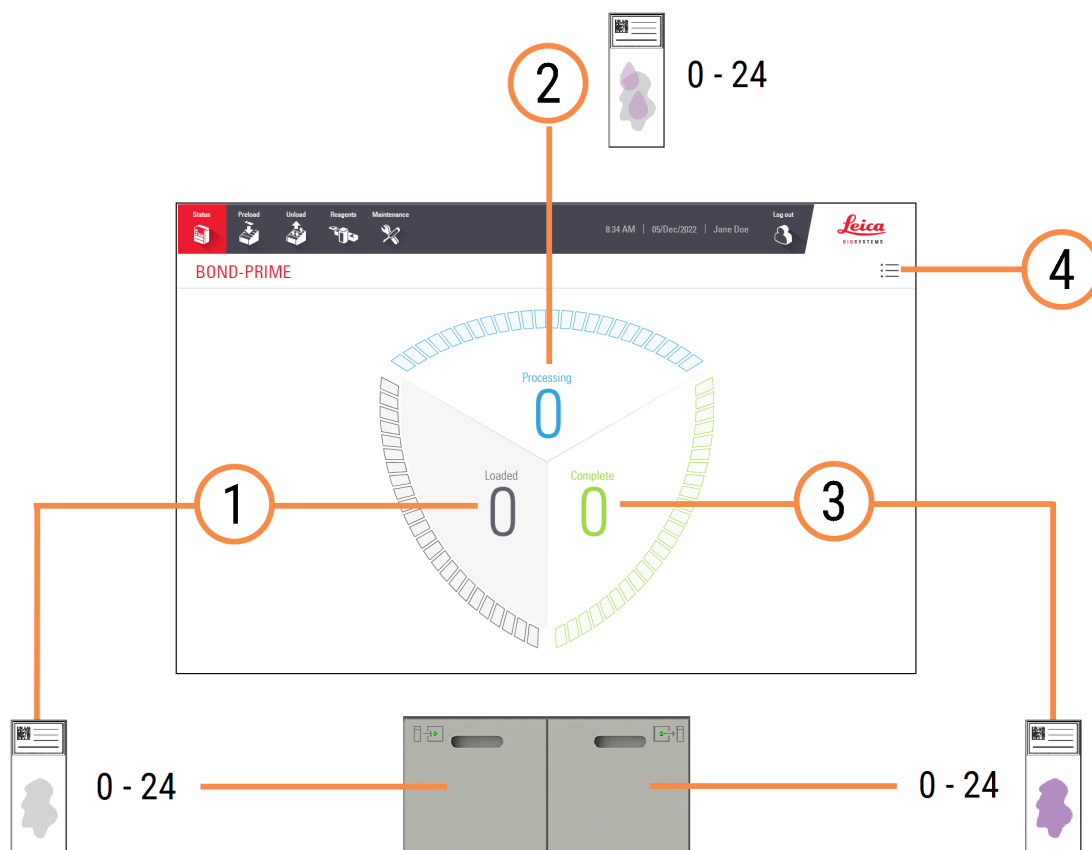 2
0 - 24
Status
Preload
Unload
Reagents
Maintenance
8:34 AM | 05/Dec/2022 | Jane Doe
Log out
Leica
BIOSYSTEMS
BOND-PRIME
4
Processing
0
1
Loaded
0
Complete
0
3
0 - 24
0 - 24